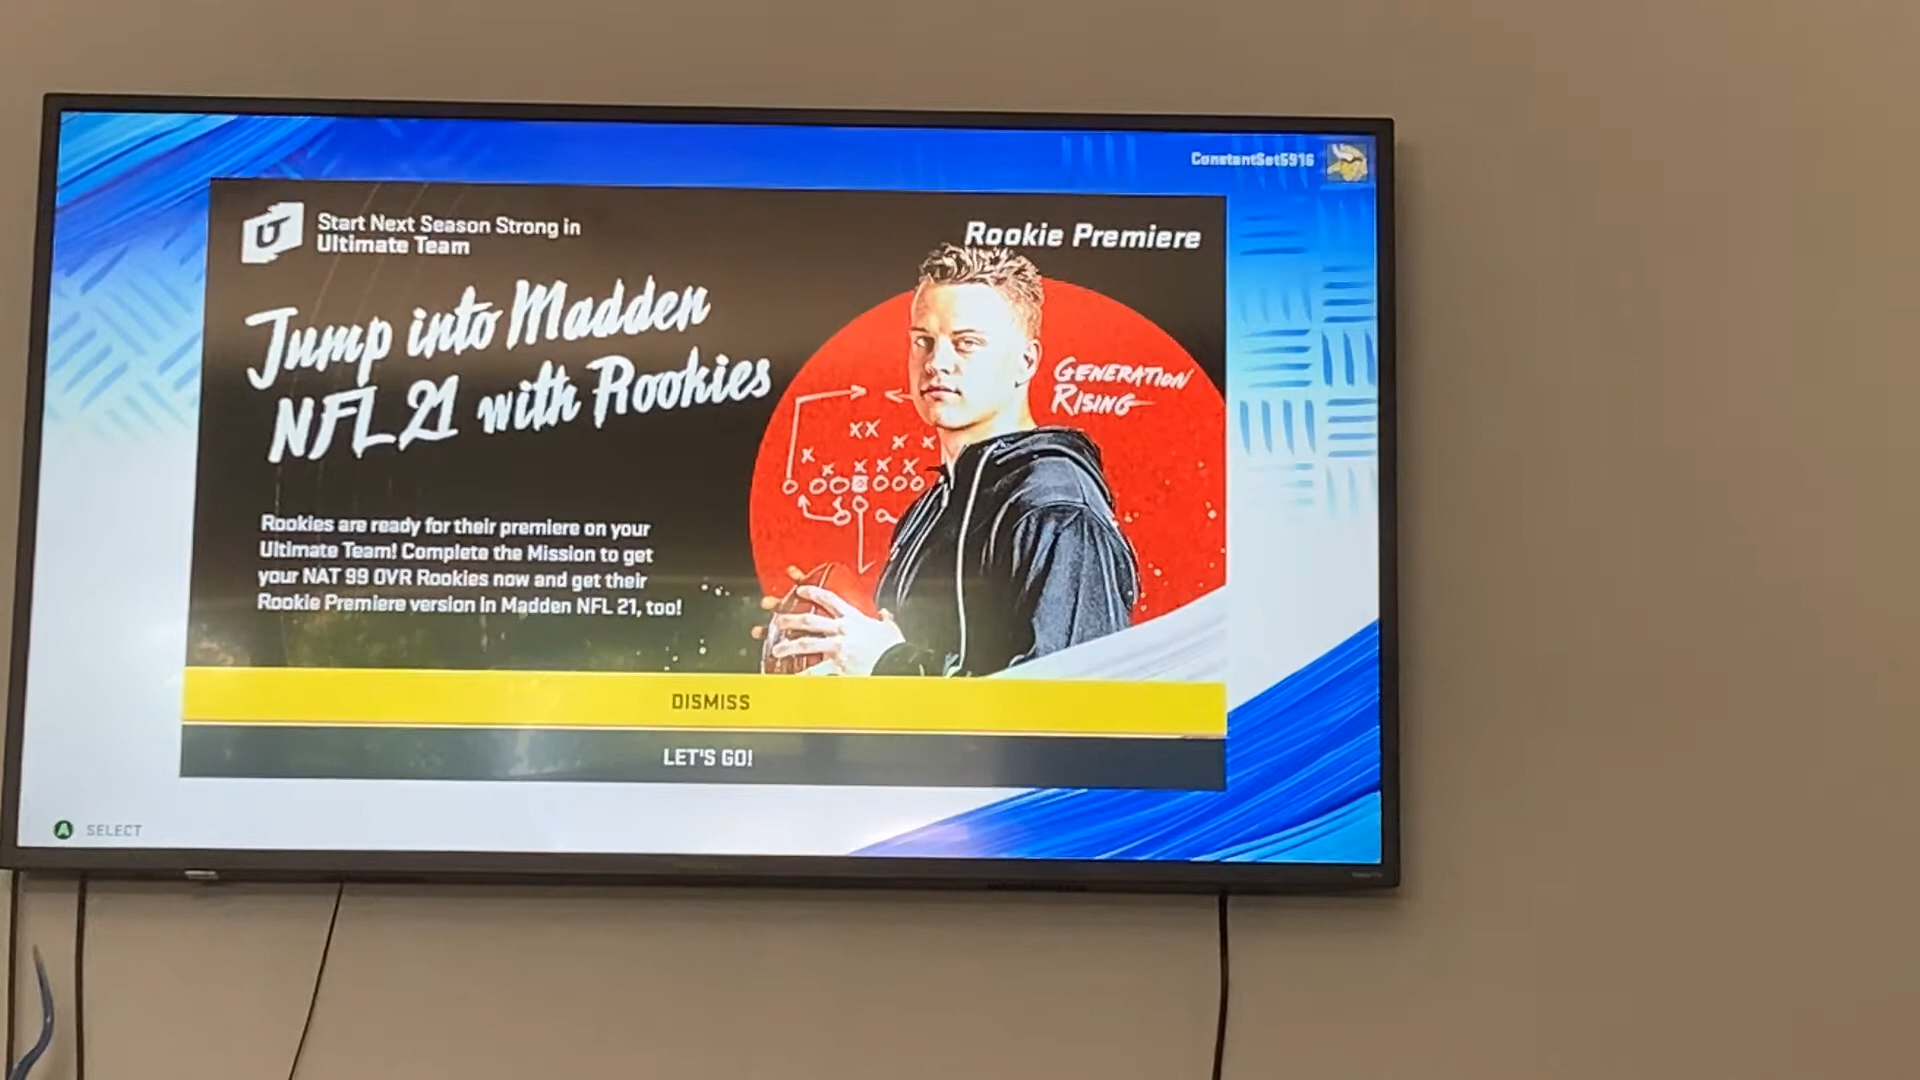 ConstantSet5916
Start Next Season Strong in
Ultimate Team
Rookie Premiere
Jump into Madden
NFL 21 with Rookies
GENERATION
RISING
Rookies are ready for their premiere on your
Ultimate Team! Complete the Mission to get
your NAT 99 OVR Rookies now and get their
Rookie Premiere version in Madden NFL 21, too!
DISMISS
LET'S GO!
A SELECT